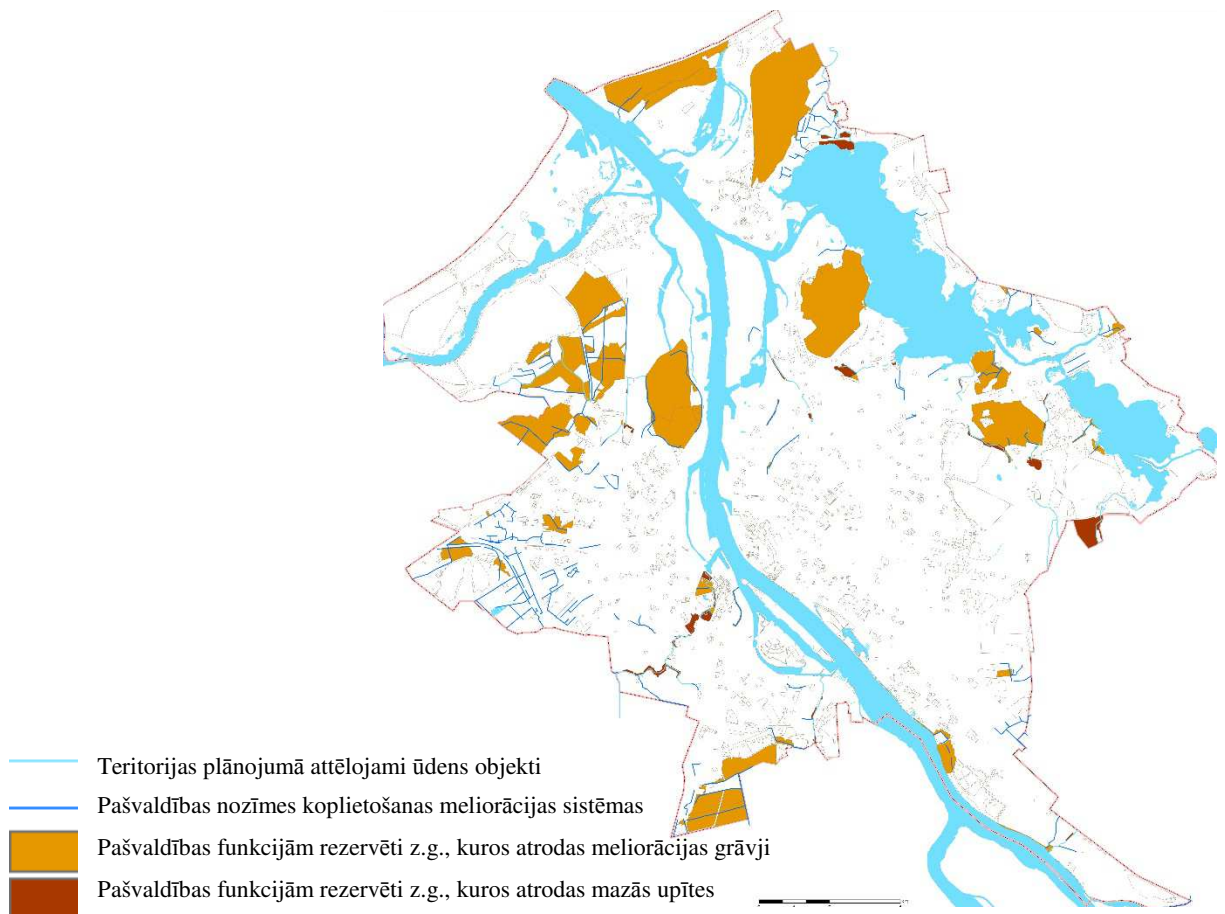 Teritorijas plānojumā attēlojami ūdens objekti
Pašvaldības nozīmes koplietošanas meliorācijas sistēmas
Pašvaldības funkcijām rezervēti z.g., kuros atrodas meliorācijas grāvji
Pašvaldības funkcijām rezervēti z.g., kuros atrodas mazās upītes